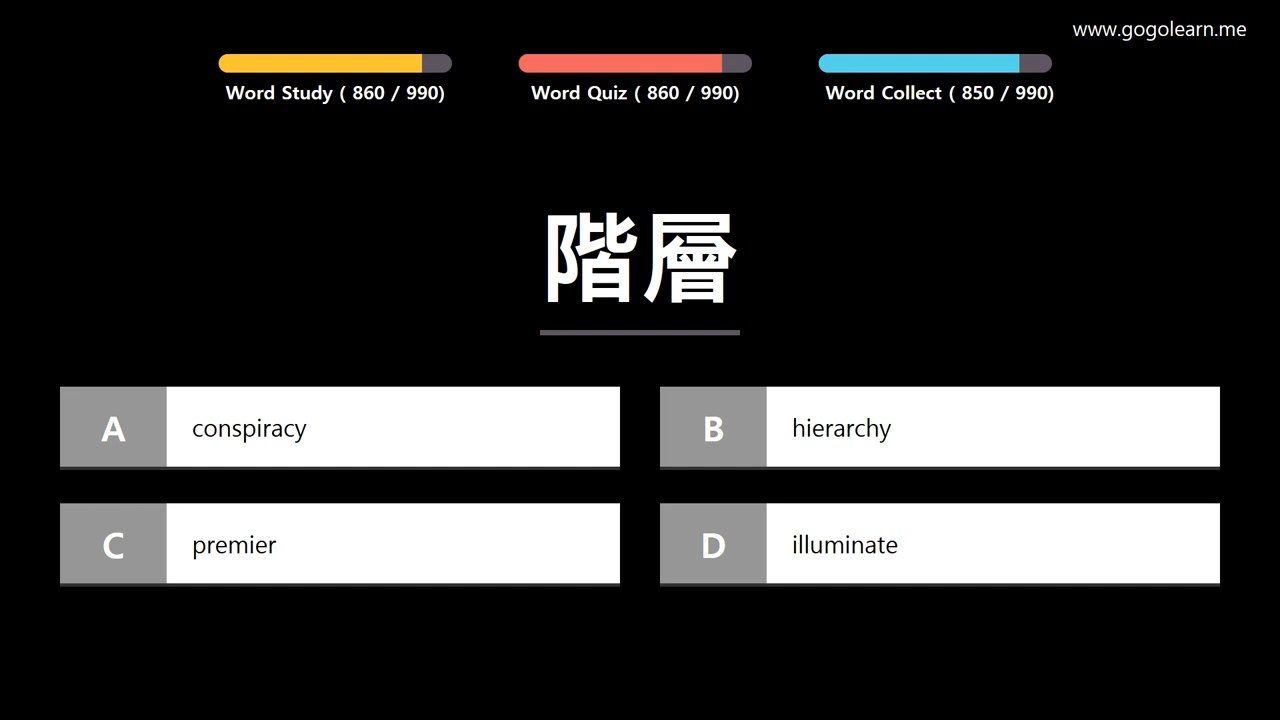 www.gogolearn.me
Word Study ( 860 / 990)
Word Quiz ( 860 / 990)
Word Collect ( 850 / 990)
階層
A conspiracy
B hierarchy
C premier
D illuminate